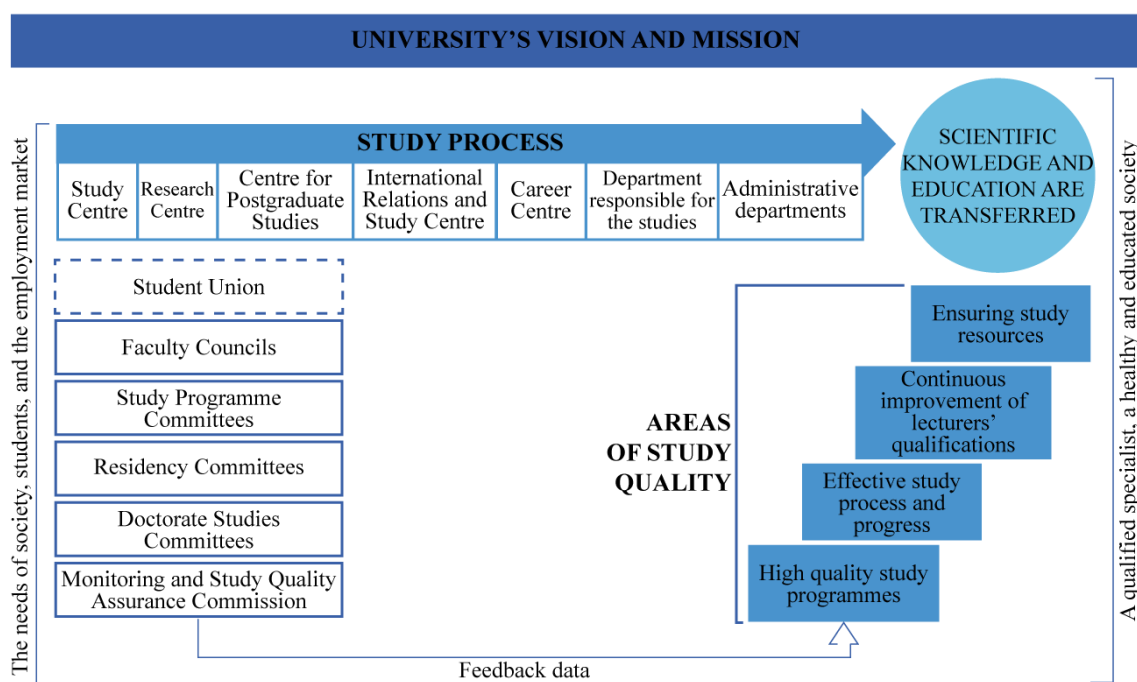 UNIVERSITY’S VISION AND MISSION
The needs of society, students, and the employment market
STUDY PROCESS
Study
Centre
Research
Centre
Centre for
Postgraduate
Studies
International
Relations and
Study Centre
Career
Centre
Department
responsible for
the studies
Administrative
departments
SCIENTIFIC
KNOWLEDGE AND
EDUCATION ARE
TRANSFERRED
Student Union
Faculty Councils
Study Programme
Committees
Residency Committees
Doctorate Studies
Committees
Monitoring and Study Quality
Assurance Commission
AREAS
OF STUDY
QUALITY
Ensuring study
resources
Continuous
improvement of
lecturers’
qualifications
Effective study
process and
progress
High quality study
programmes
Feedback data
A qualified specialist, a healthy and educated society